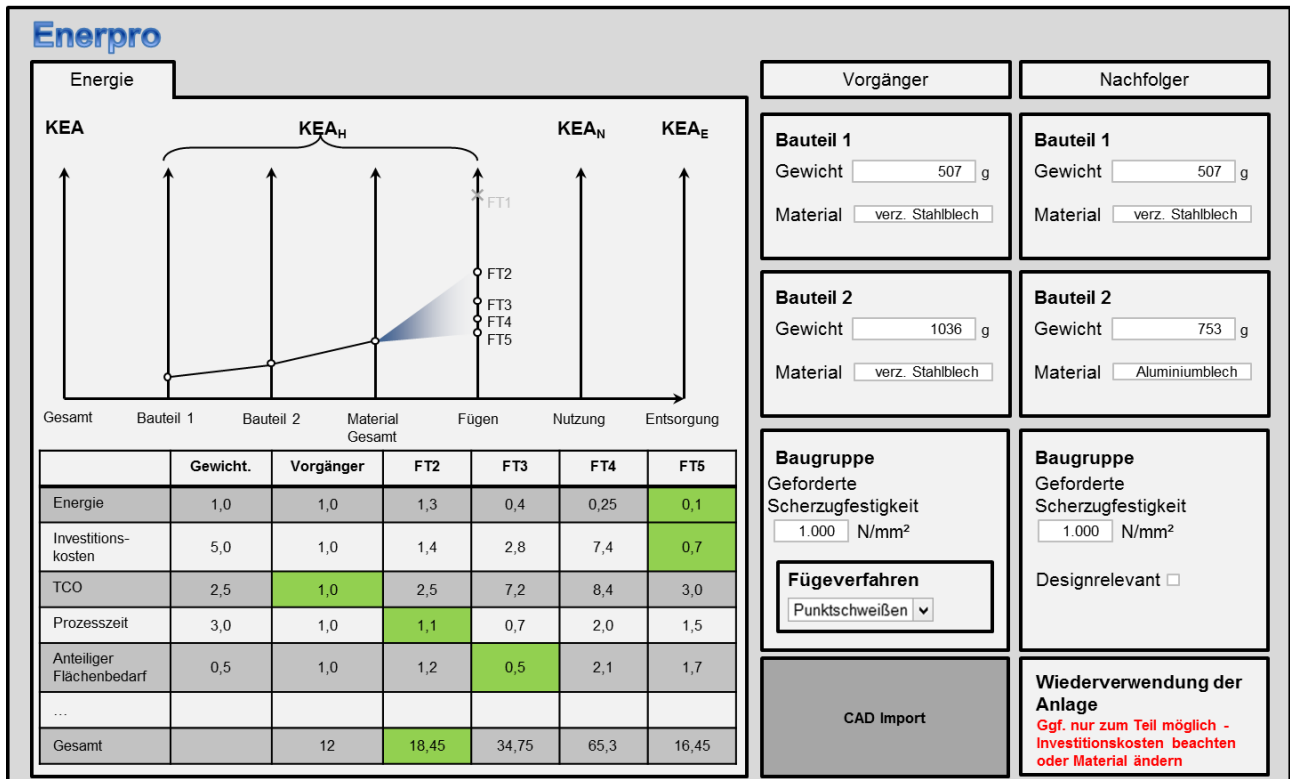 Enerpro
Energie
KEA
KEAH
KEAN
KEAE
FT1
FT2
FT3
FT4
FT5
Gesamt
Bauteil 1
Bauteil 2
Material
Gesamt
Fügen
Nutzung
Entsorgung
Gewicht. Vorgänger FT2 FT3 FT4 FT5
Energie 1,0 1,0 1,3 0,4 0,25 0,1
Investitions-
kosten 5,0 1,0 1,4 2,8 7,4 0,7
TCO 2,5 1,0 2,5 7,2 8,4 3,0
Prozesszeit 3,0 1,0 1,1 0,7 2,0 1,5
Anteiliger
Flächenbedarf 0,5 1,0 1,2 0,5 2,1 1,7
...
Gesamt 12 18,45 34,75 65,3 16,45
Vorgänger
Bauteil 1
Gewicht 507 g
Material verz. Stahlblech
Bauteil 2
Gewicht 1036 g
Material verz. Stahlblech
Baugruppe
Geforderte
Scherzugfestigkeit
1.000 N/mm²
Fügeverfahren
Punktschweißen
CAD Import
Nachfolger
Bauteil 1
Gewicht 507 g
Material verz. Stahlblech
Bauteil 2
Gewicht 753 g
Material Aluminiumblech
Baugruppe
Geforderte
Scherzugfestigkeit
1.000 N/mm²
Designrelevant
Wiederverwendung der
Anlage
Ggf. nur zum Teil möglich -
Investitionskosten beachten
oder Material ändern